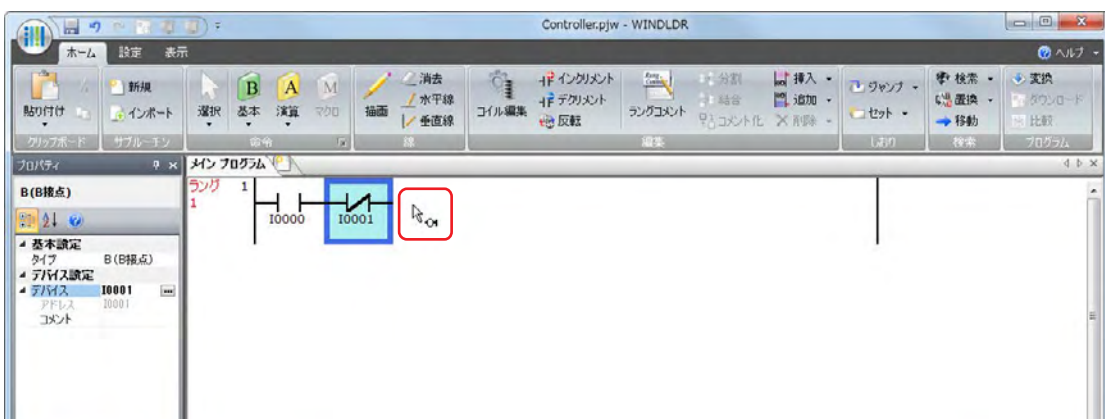 Controller.pjw - WINDLDR
ホーム 設定 表示 ヘルプ
貼り付け
新規
インポート
選択
基本
演算
マクロ
描画
消去
水平線
垂直線
コイル編集
インクリメント
デクリメント
反転
ラングコメント
分割
結合
コメント化
挿入
追加
削除
ジャンプ
セット
検索
置換
移動
変換
ダウンロード
比較
クリップボード サブルーチン 命令 線 編集 しおり 検索 プログラム
プロパティ
メイン プログラム
B(B接点)
基本設定
タイプ B (B接点)
デバイス設定
デバイス I0001
アドレス I0001
コメント
ラング 1
1
I0000 I0001